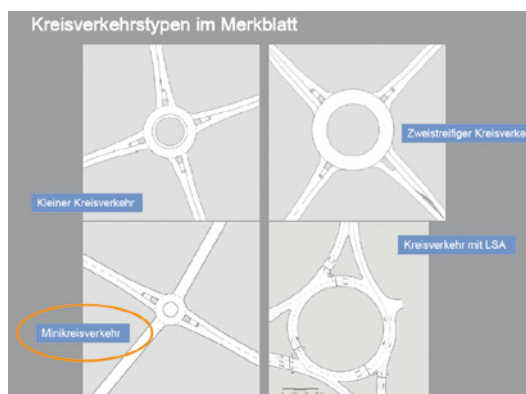 Kreisverkehrstypen im Merkblatt
Zweistreifiger Kreisverke
Kleiner Kreisverkehr
Kreisverkehr mit LSA
Minikreisverkehr